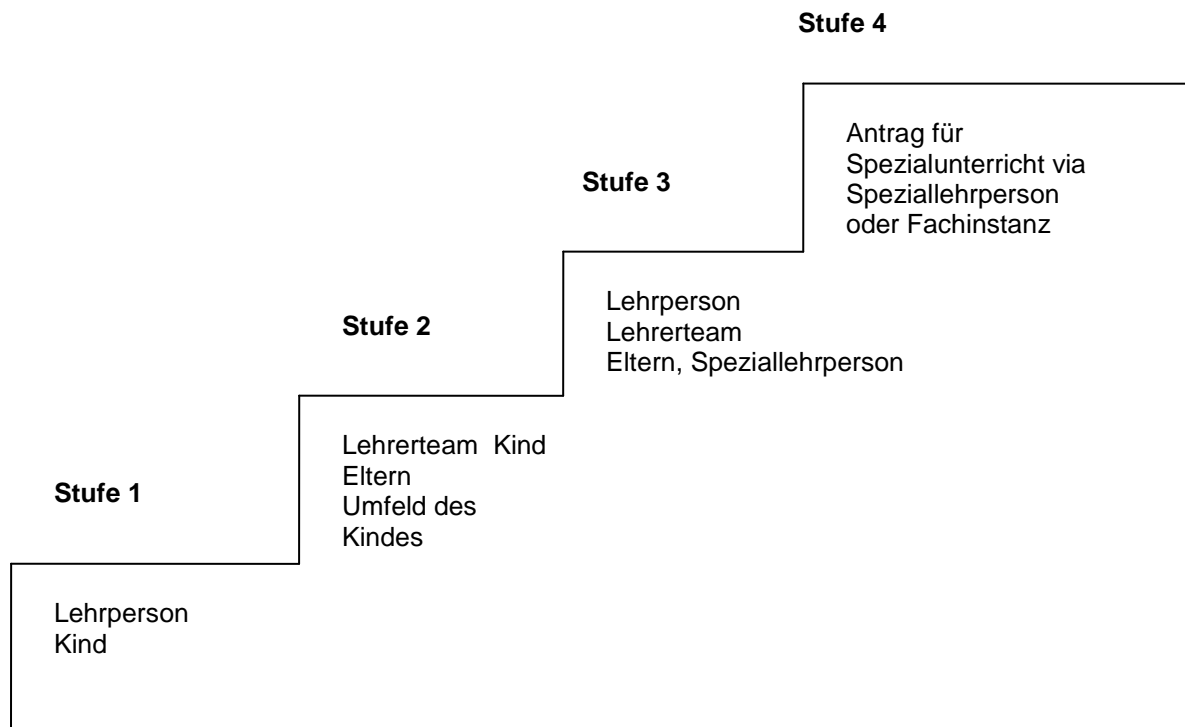 Stufe 4
Antrag für
Spezialunterricht via
Speziallehrperson
oder Fachinstanz
Stufe 3
Lehrperson
Lehrerteam
Eltern, Speziallehrperson
Stufe 2
Lehrerteam  Kind
Eltern
Umfeld des
Kindes
Stufe 1
Lehrperson
Kind